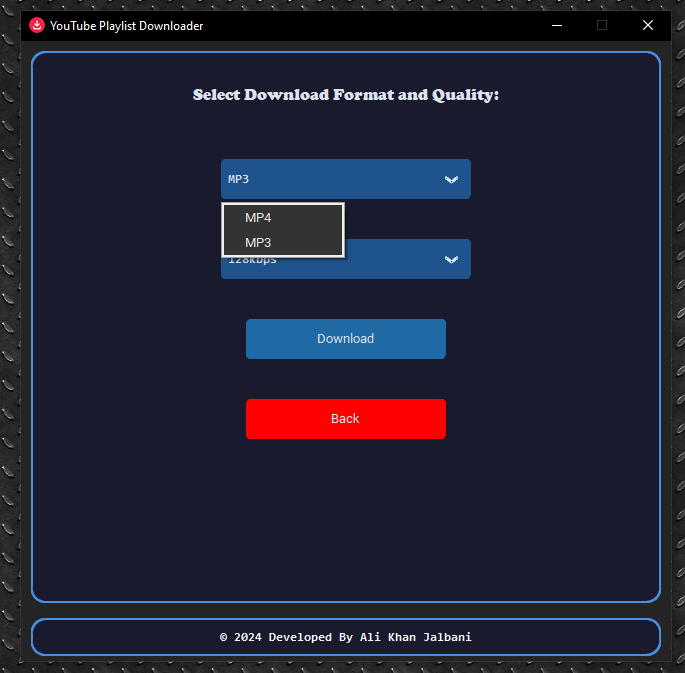 YouTube Playlist Downloader
Select Download Format and Quality:
MP3
MP4
MP3
128kbps
Download
Back
© 2024 Developed By Ali Khan Jalbani